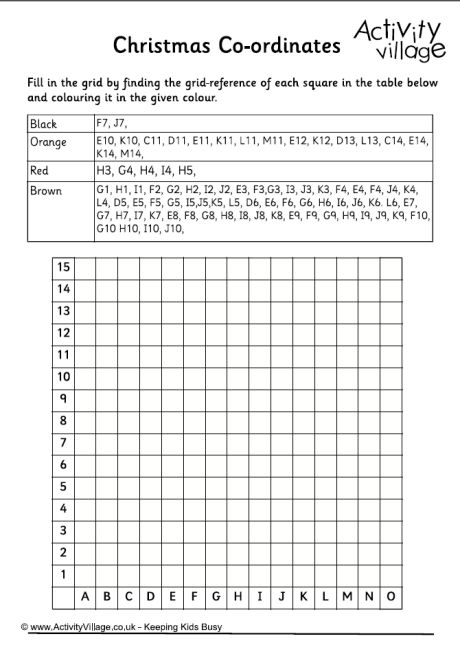 Activity
village
Christmas Co-ordinates
Fill in the grid by finding the grid-reference of each square in the table below
and colouring it in the given colour.
Black F7, J7,
Orange E10, K10, C11, D11, E11, K11, L11, M11, E12, K12, D13, L13, C14, E14,
K14, M14,
Red H3, G4, H4, I4, H5,
Brown G1, H1, I1, F2, G2, H2, I2, J2, E3, F3,G3, I3, J3, K3, F4, E4, F4, J4, K4,
L4, D5, E5, F5, G5, I5,J5,K5, L5, D6, E6, F6, G6, H6, I6, J6, K6. L6, E7,
G7, H7, I7, K7, E8, F8, G8, H8, I8, J8, K8, E9, F9, G9, H9, I9, J9, K9, F10,
G10 H10, I10, J10,
15
14
13
12
11
10
9
8
7
6
5
4
3
2
1
A B C D E F G H I J K L M N O
© www.ActivityVillage.co.uk - Keeping Kids Busy